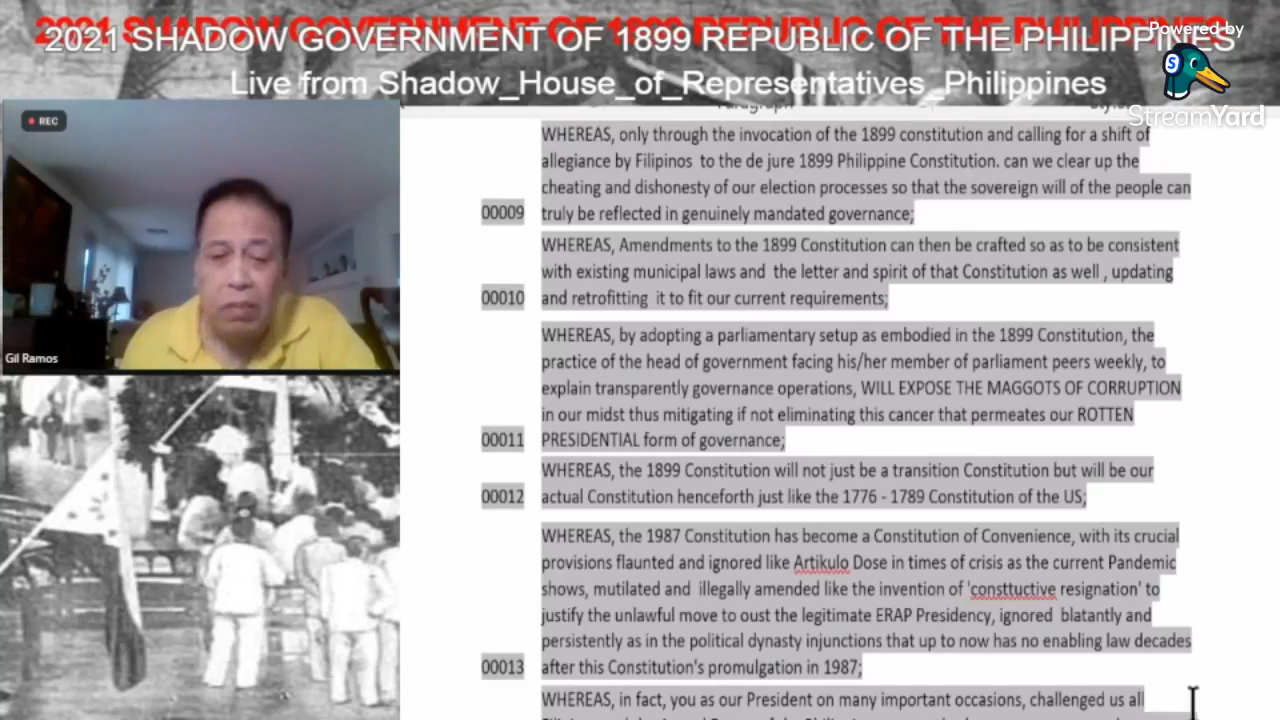 2021 SHADOW GOVERNMENT OF 1899 REPUBLIC OF THE PHILIPPINES
Powered by
Live from Shadow_House_of_Representatives_Philippines
S
StreamYard
REC
WHEREAS, only through the invocation of the 1899 constitution and calling for a shift of
allegiance by Filipinos to the de jure 1899 Philippine Constitution. can we clear up the
cheating and dishonesty of our election processes so that the sovereign will of the people can
00009 truly be reflected in genuinely mandated governance;
WHEREAS, Amendments to the 1899 Constitution can then be crafted so as to be consistent
with existing municipal laws and the letter and spirit of that Constitution as well , updating
00010 and retrofitting it to fit our current requirements;
WHEREAS, by adopting a parliamentary setup as embodied in the 1899 Constitution, the
Gil Ramos
practice of the head of government facing his/her member of parliament peers weekly, to
explain transparently governance operations, WILL EXPOSE THE MAGGOTS OF CORRUPTION
in our midst thus mitigating if not eliminating this cancer that permeates our ROTTEN
00011 PRESIDENTIAL form of governance;
WHEREAS, the 1899 Constitution will not just be a transition Constitution but will be our
00012 actual Constitution henceforth just like the 1776 - 1789 Constitution of the US;
WHEREAS, the 1987 Constitution has become a Constitution of Convenience, with its crucial
provisions flaunted and ignored like Artikulo Dose in times of crisis as the current Pandemic
shows, mutilated and illegally amended like the invention of 'consttuctive resignation' to
justify the unlawful move to oust the legitimate ERAP Presidency, ignored blatantly and
persistently as in the political dynasty injunctions that up to now has no enabling law decades
00013 after this Constitution's promulgation in 1987;
WHEREAS, in fact, you as our President on many important occasions, challenged us all